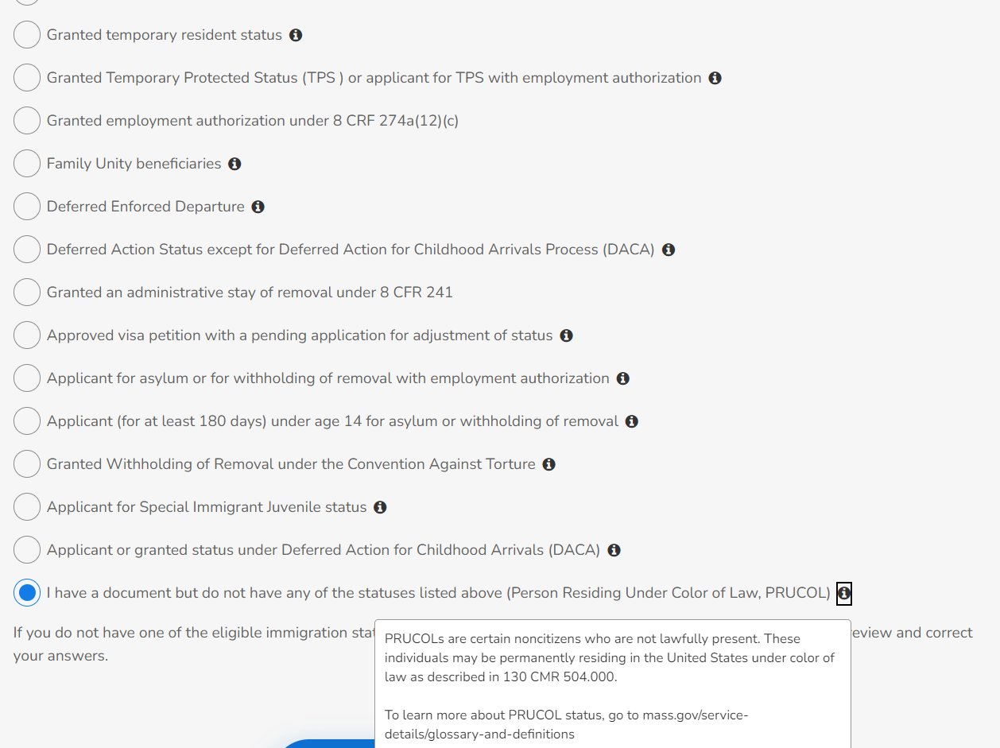 Granted temporary resident status
Granted Temporary Protected Status (TPS ) or applicant for TPS with employment authorization
Granted employment authorization under 8 CRF 274a(12)(c)
Family Unity beneficiaries
Deferred Enforced Departure
Deferred Action Status except for Deferred Action for Childhood Arrivals Process (DACA)
Granted an administrative stay of removal under 8 CFR 241
Approved visa petition with a pending application for adjustment of status
Applicant for asylum or for withholding of removal with employment authorization
Applicant (for at least 180 days) under age 14 for asylum or withholding of removal
Granted Withholding of Removal under the Convention Against Torture
Applicant for Special Immigrant Juvenile status
Applicant or granted status under Deferred Action for Childhood Arrivals (DACA)
I have a document but do not have any of the statuses listed above (Person Residing Under Color of Law, PRUCOL)
If you do not have one of the eligible immigration and correct
your answers.
PRUCOLs are certain noncitizens who are not lawfully present. These
individuals may be permanently residing in the United States under color of
law as described in 130 CMR 504.000.
To learn more about PRUCOL status, go to mass.gov/service-
details/glossary-and-definitions